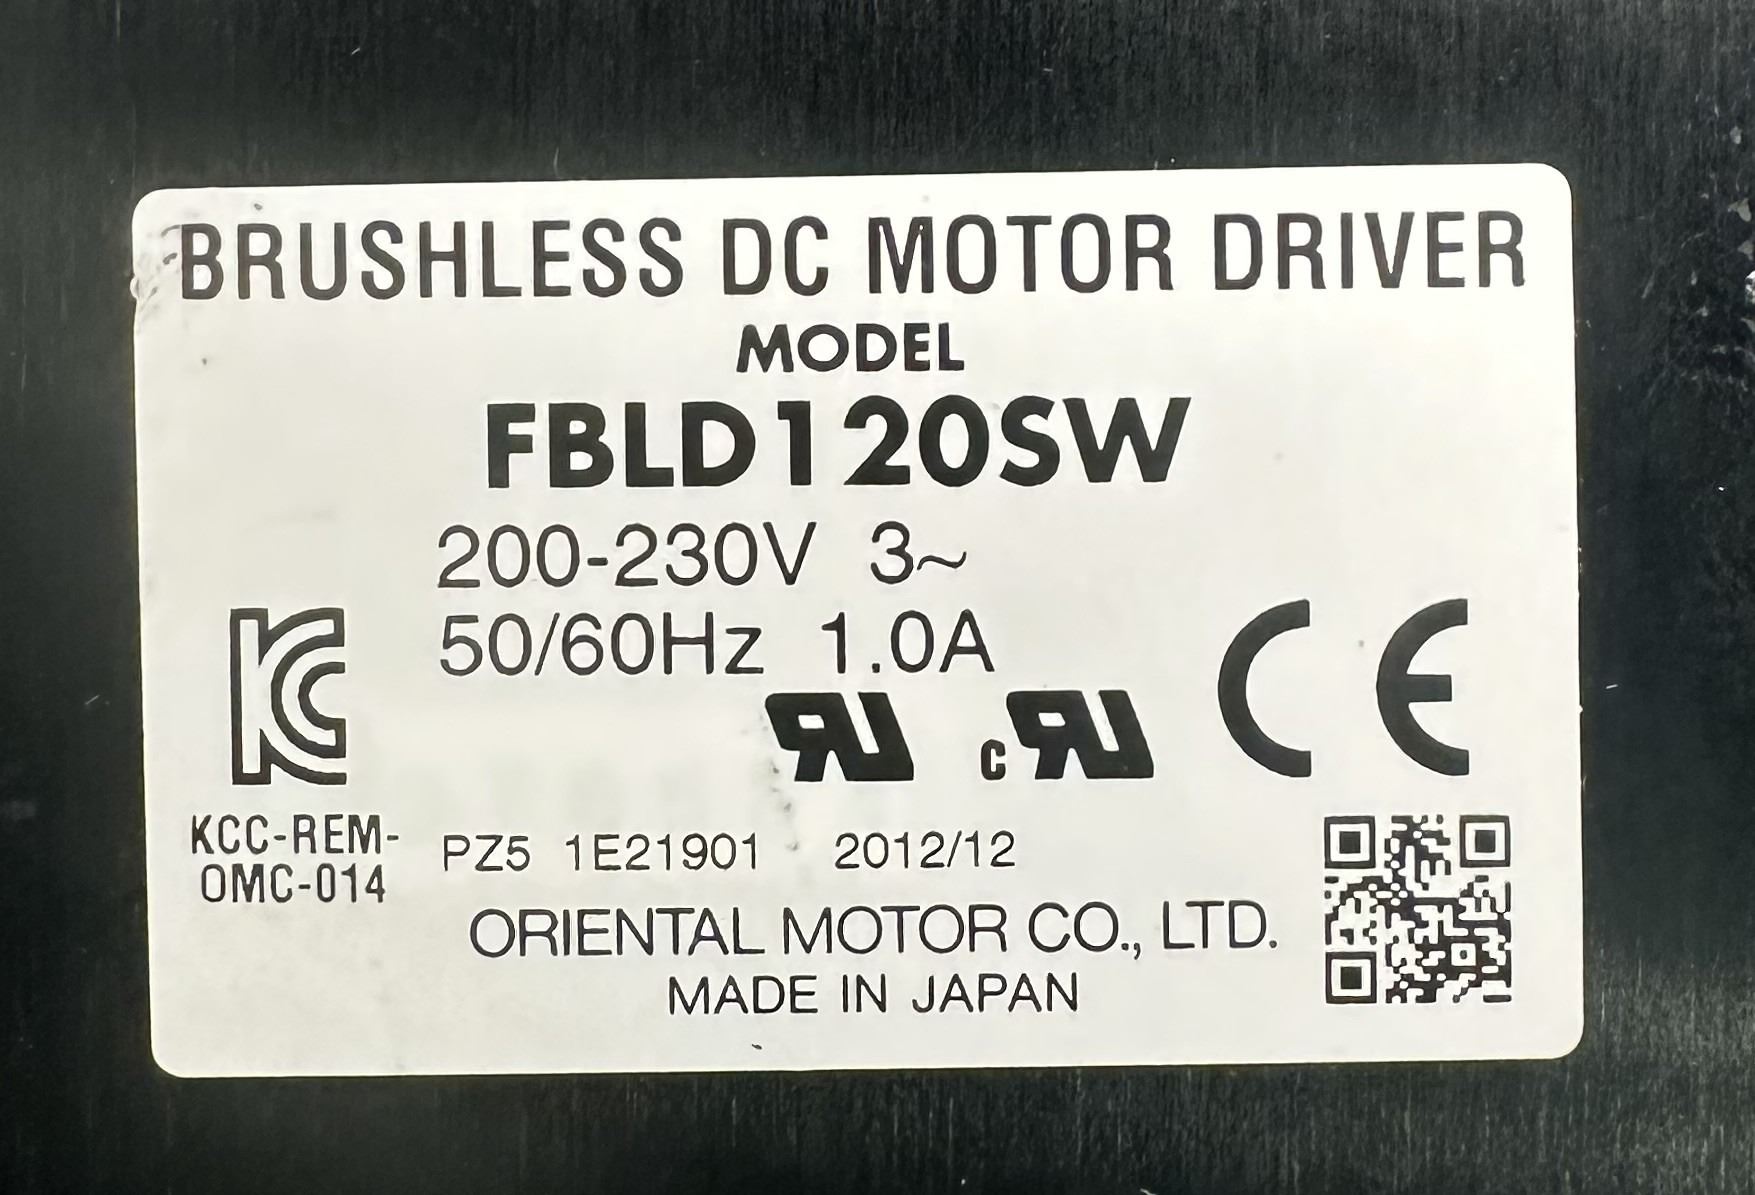 BRUSHLESS DC MOTOR DRIVER
MODEL
FBLD120SW
200-230V 3~
50/60Hz 1.0A
KCC-REM-
OMC-014
PZ5 1E21901 2012/12
ORIENTAL MOTOR CO., LTD.
MADE IN JAPAN